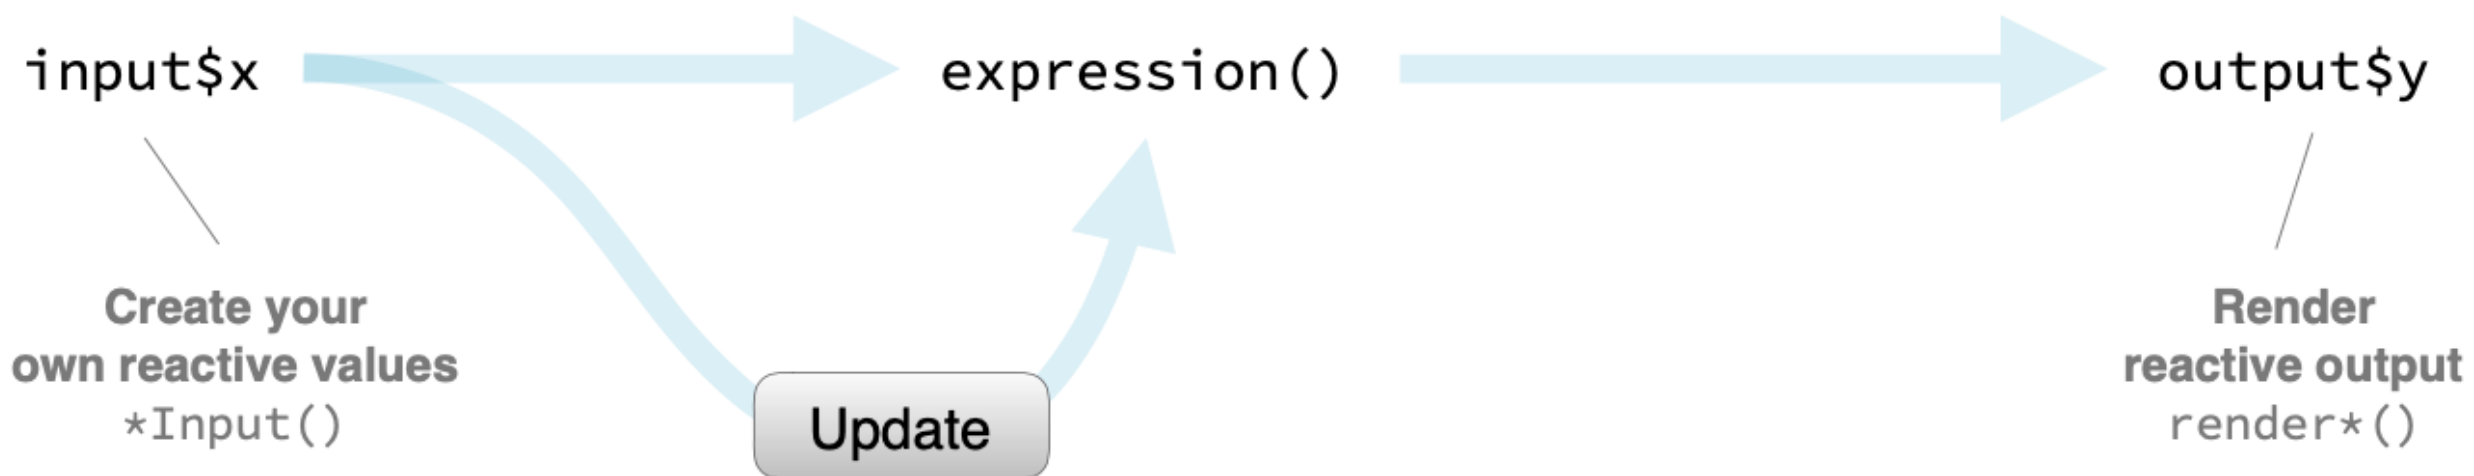 input$x
expression()
output$y
Create your
own reactive values
*Input()
Update
Render
reactive output
render*()